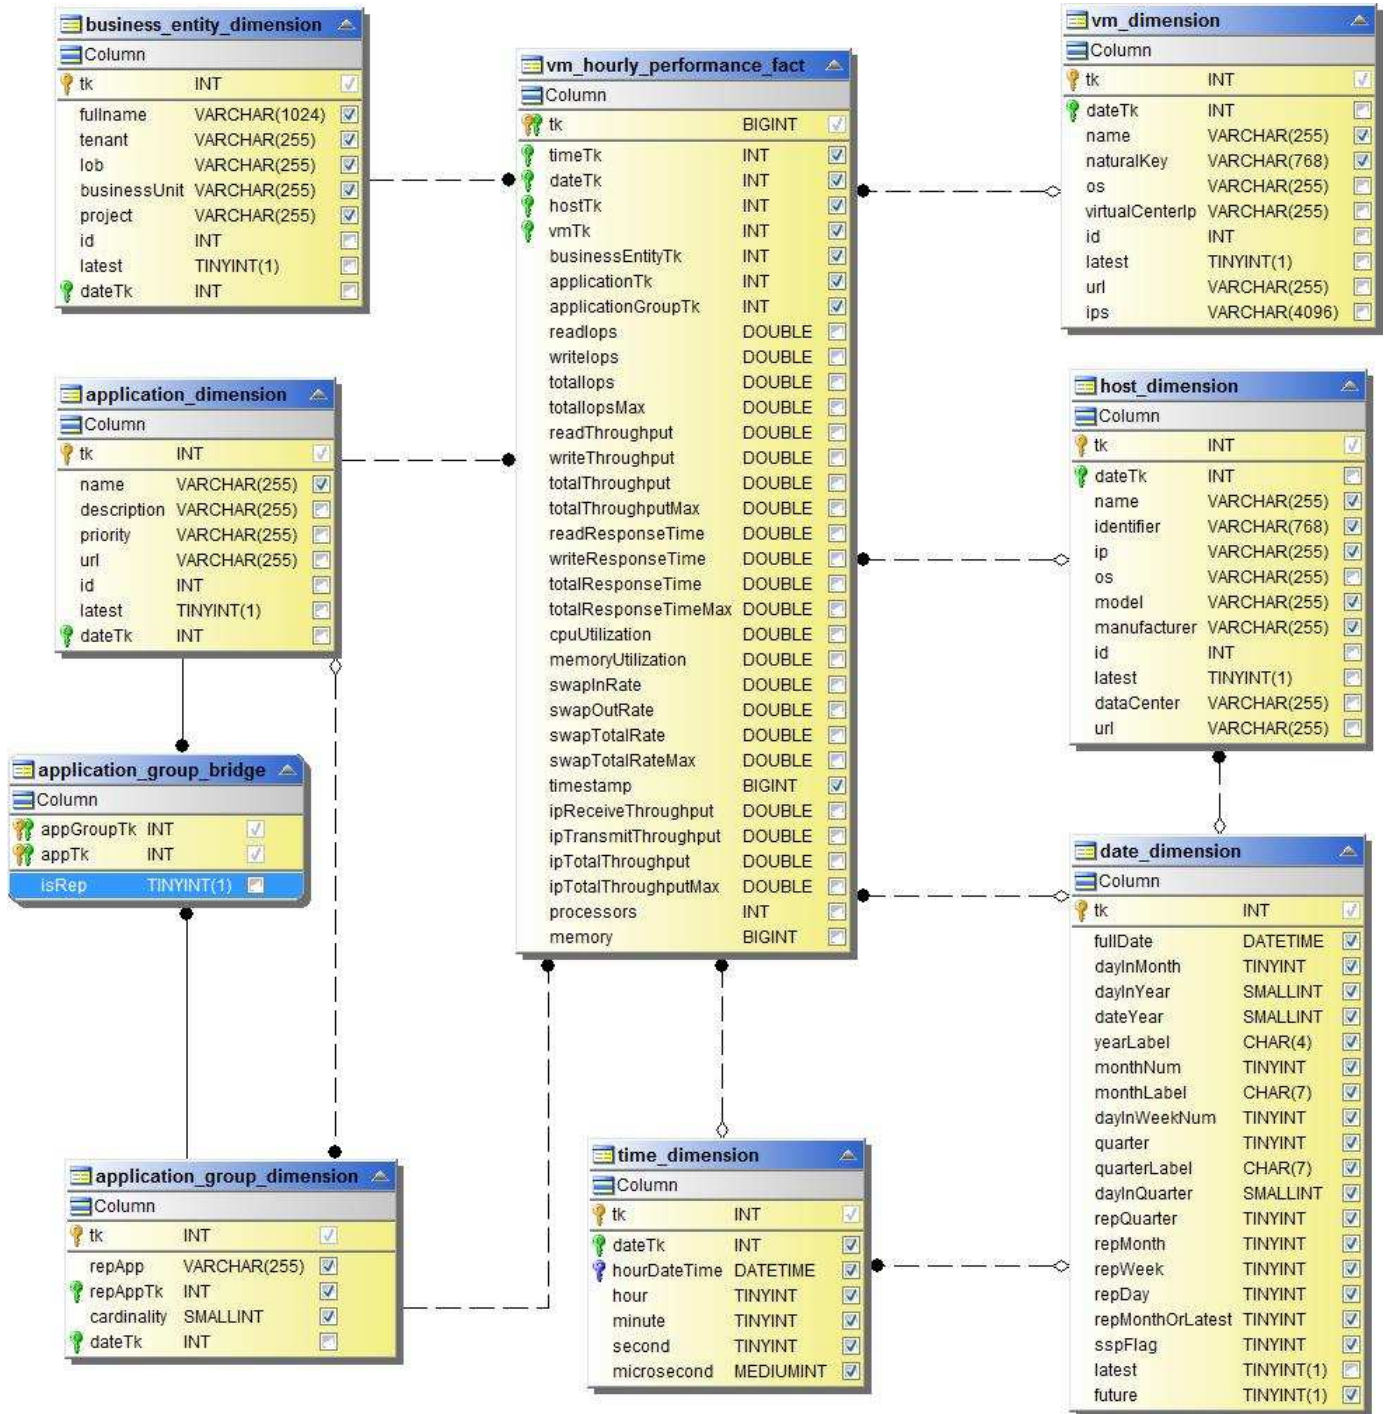 business_entity_dimension
Column
tk INT
fullname VARCHAR(1024)
tenant VARCHAR(255)
lob VARCHAR(255)
businessUnit VARCHAR(255)
project VARCHAR(255)
id INT
latest TINYINT(1)
dateTk INT
application_dimension
Column
tk INT
name VARCHAR(255)
description VARCHAR(255)
priority VARCHAR(255)
url VARCHAR(255)
id INT
latest TINYINT(1)
dateTk INT
application_group_bridge
Column
appGroupTk INT
appTk INT
isRep TINYINT(1)
application_group_dimension
Column
tk INT
repApp VARCHAR(255)
repAppTk INT
cardinality SMALLINT
dateTk INT
vm_hourly_performance_fact
Column
tk BIGINT
timeTk INT
dateTk INT
hostTk INT
vmTk INT
businessEntityTk INT
applicationTk INT
applicationGroupTk INT
readIops DOUBLE
writeIops DOUBLE
totalIops DOUBLE
totalIopsMax DOUBLE
readThroughput DOUBLE
writeThroughput DOUBLE
totalThroughput DOUBLE
totalThroughputMax DOUBLE
readResponseTime DOUBLE
writeResponseTime DOUBLE
totalResponseTime DOUBLE
totalResponseTimeMax DOUBLE
cpuUtilization DOUBLE
memoryUtilization DOUBLE
swapInRate DOUBLE
swapOutRate DOUBLE
swapTotalRate DOUBLE
swapTotalRateMax DOUBLE
timestamp BIGINT
ipReceiveThroughput DOUBLE
ipTransmitThroughput DOUBLE
ipTotalThroughput DOUBLE
ipTotalThroughputMax DOUBLE
processors INT
memory BIGINT
time_dimension
Column
tk INT
dateTk INT
hourDateTime DATETIME
hour TINYINT
minute TINYINT
second TINYINT
microsecond MEDIUMINT
vm_dimension
Column
tk INT
dateTk INT
name VARCHAR(255)
naturalKey VARCHAR(768)
os VARCHAR(255)
virtualCenterIp VARCHAR(255)
id INT
latest TINYINT(1)
url VARCHAR(255)
ips VARCHAR(4096)
host_dimension
Column
tk INT
dateTk INT
name VARCHAR(255)
identifier VARCHAR(768)
ip VARCHAR(255)
os VARCHAR(255)
model VARCHAR(255)
manufacturer VARCHAR(255)
id INT
latest TINYINT(1)
dataCenter VARCHAR(255)
url VARCHAR(255)
date_dimension
Column
tk INT
fullDate DATETIME
dayInMonth TINYINT
dayInYear SMALLINT
dateYear SMALLINT
yearLabel CHAR(4)
monthNum TINYINT
monthLabel CHAR(7)
dayInWeekNum TINYINT
quarter TINYINT
quarterLabel CHAR(7)
dayInQuarter SMALLINT
repQuarter TINYINT
repMonth TINYINT
repWeek TINYINT
repDay TINYINT
repMonthOrLatest TINYINT
sspFlag TINYINT
latest TINYINT(1)
future TINYINT(1)